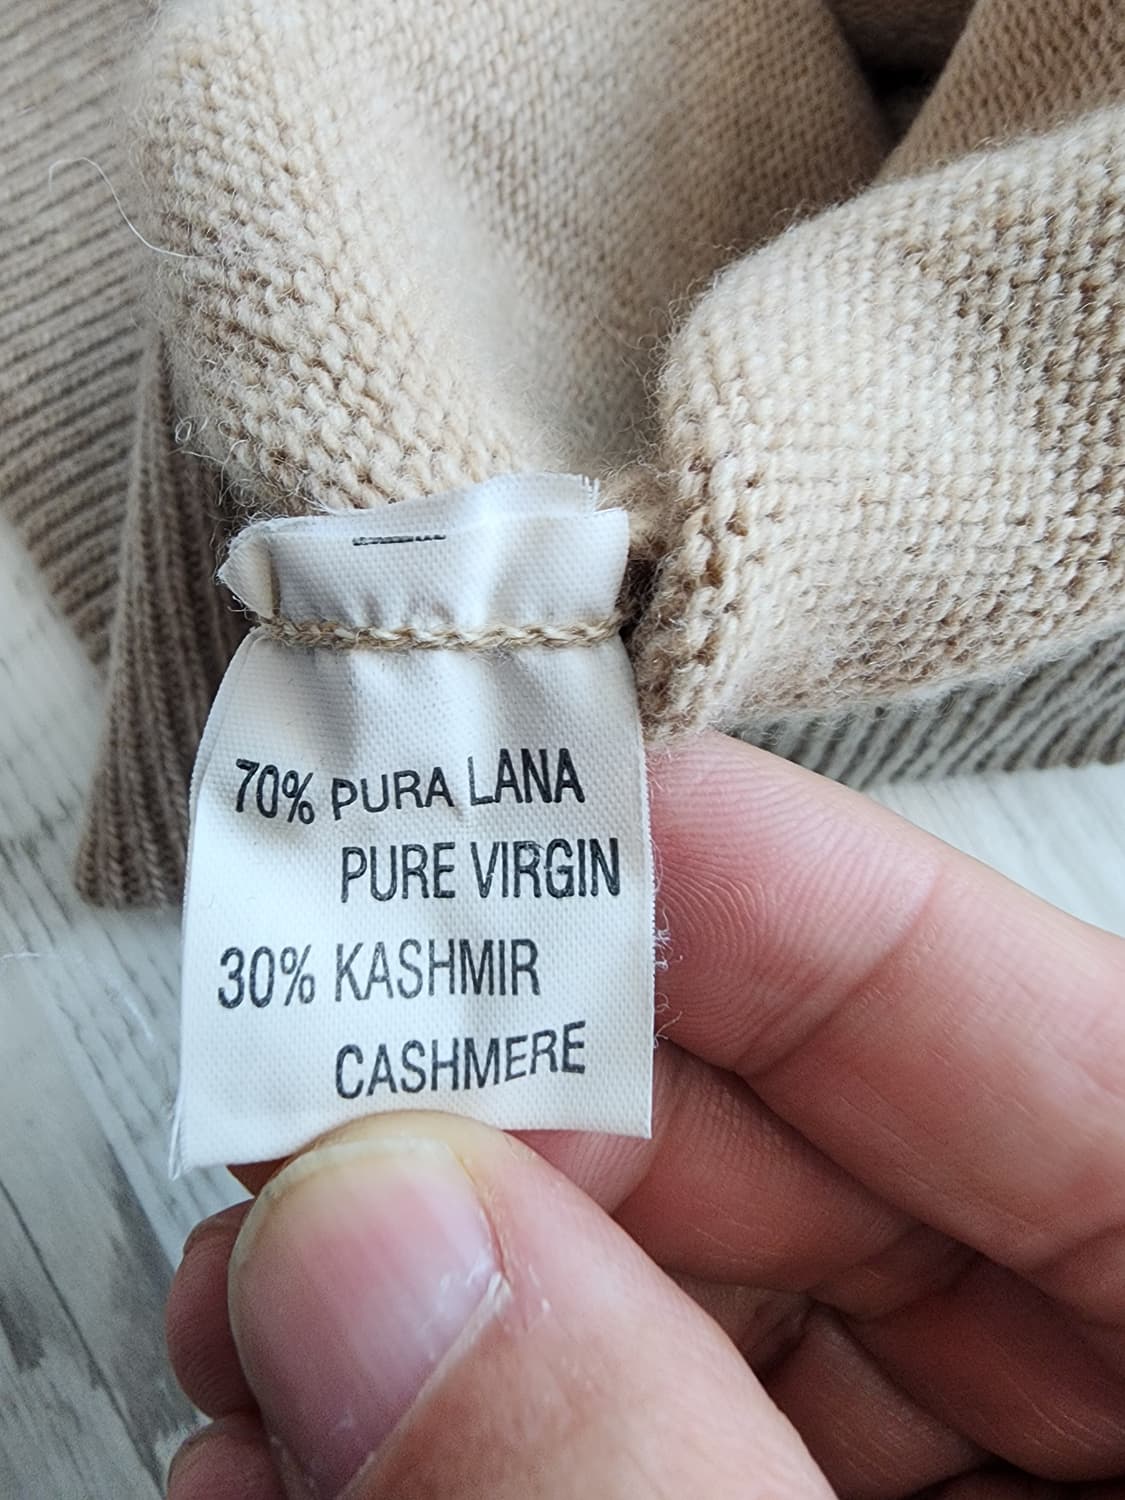 70% PURA LANA
PURE VIRGIN
30% KASHMIR
CASHMERE